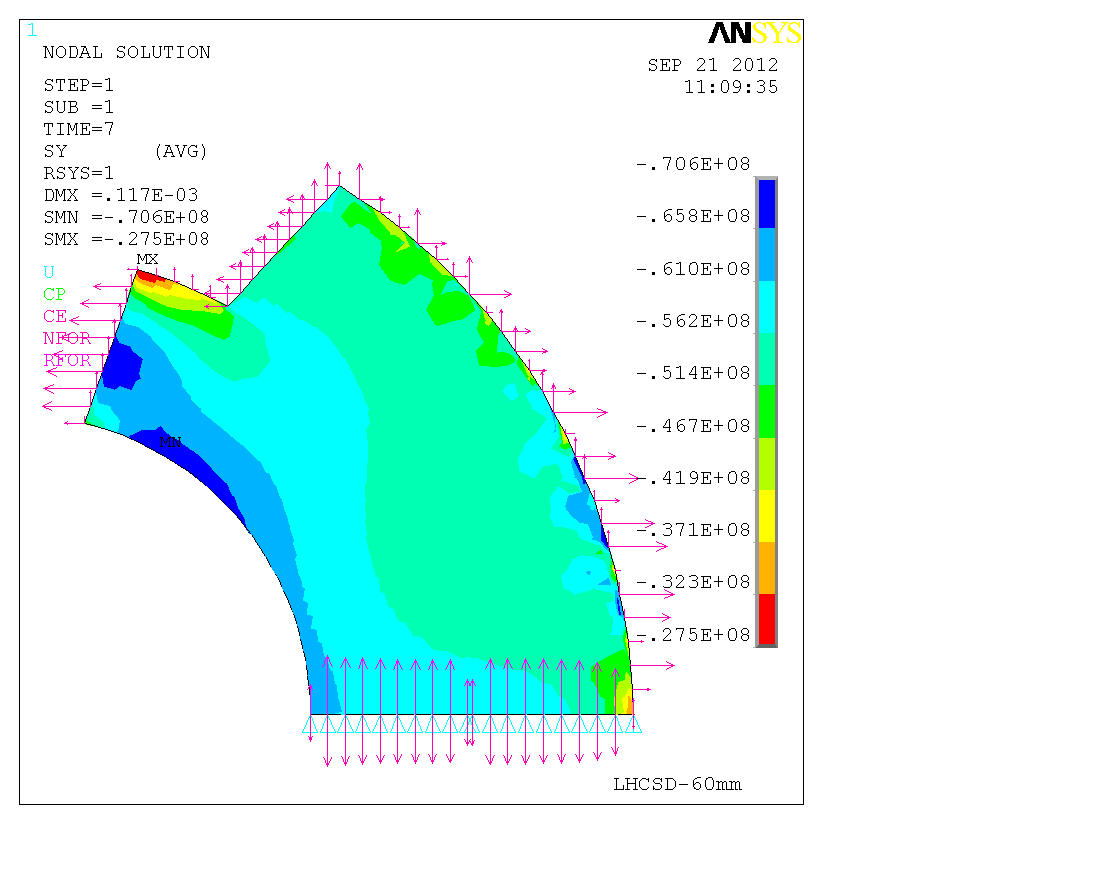 1
ANSYS
NODAL SOLUTION
SEP 21 2012
11:09:35
STEP=1
SUB =1
TIME=7
SY (AVG)
RSYS=1
DMX =.117E-03
SMN =-.706E+08
SMX =-.275E+08
U
CP
CE
NFOR
RFOR
MX
MN
-.706E+08
-.658E+08
-.610E+08
-.562E+08
-.514E+08
-.467E+08
-.419E+08
-.371E+08
-.323E+08
-.275E+08
LHCSD-60mm